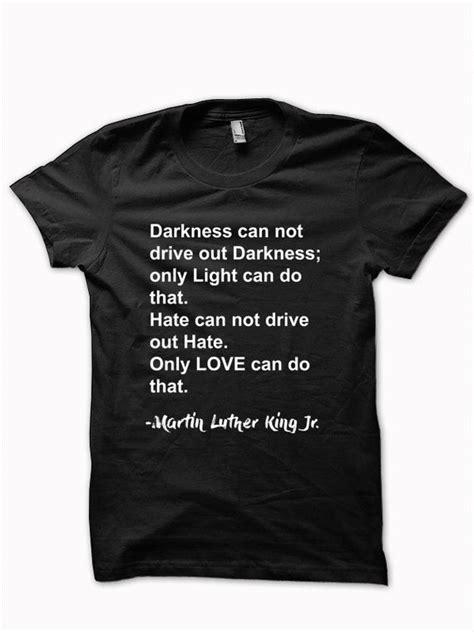 Darkness can not
drive out Darkness;
only Light can do
that.
Hate can not drive
out Hate.
Only LOVE can do
that.
-Martin Luther King Jr.